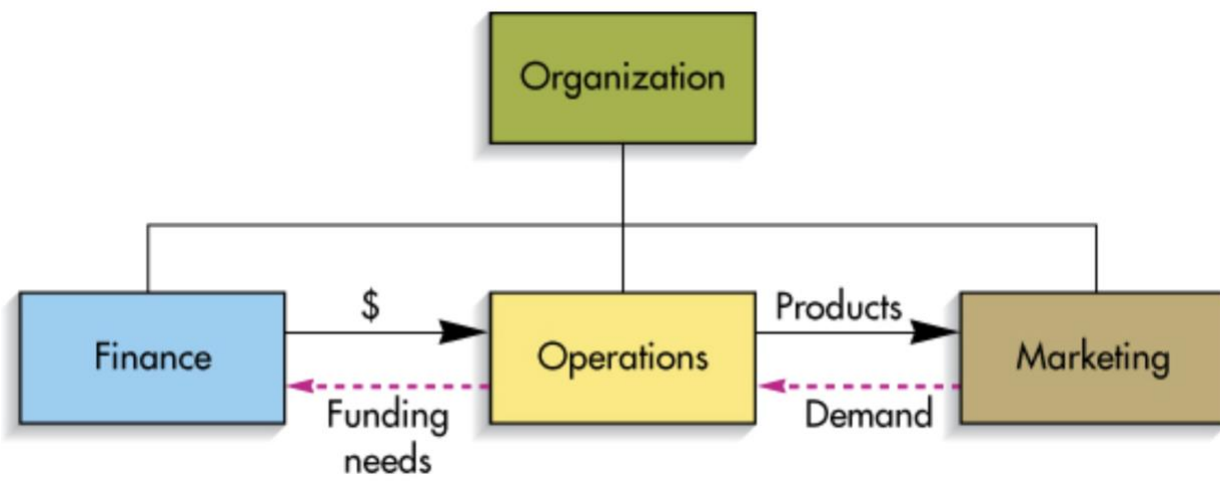 Organization
$
Products
Finance
Operations
Marketing
Funding
needs
Demand